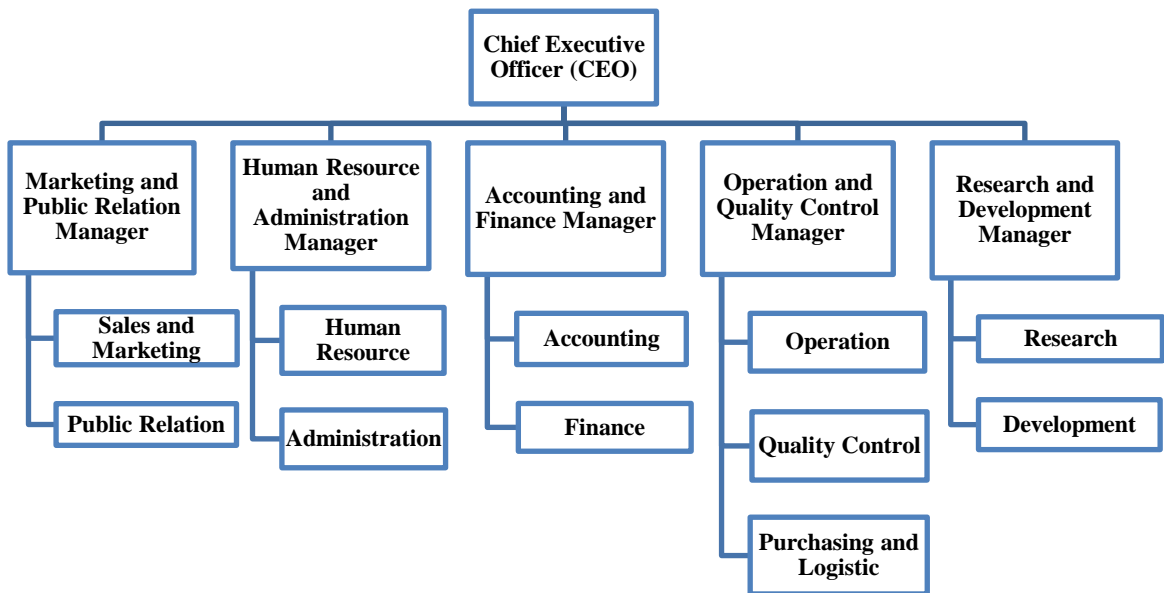 Chief Executive
Officer (CEO)
Marketing and
Public Relation
Manager
Human Resource
and
Administration
Manager
Accounting and
Finance Manager
Operation and
Quality Control
Manager
Research and
Development
Manager
Sales and
Marketing
Public Relation
Human
Resource
Administration
Accounting
Finance
Operation
Quality Control
Purchasing and
Logistic
Research
Development